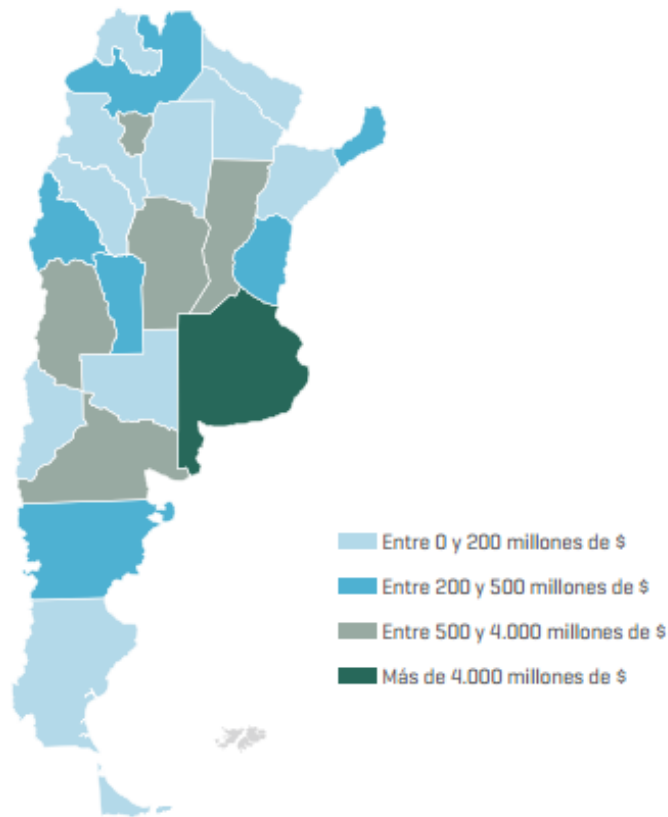 Entre 0 y 200 millones de $
Entre 200 y 500 millones de $
Entre 500 y 4.000 millones de $
Más de 4.000 millones de $